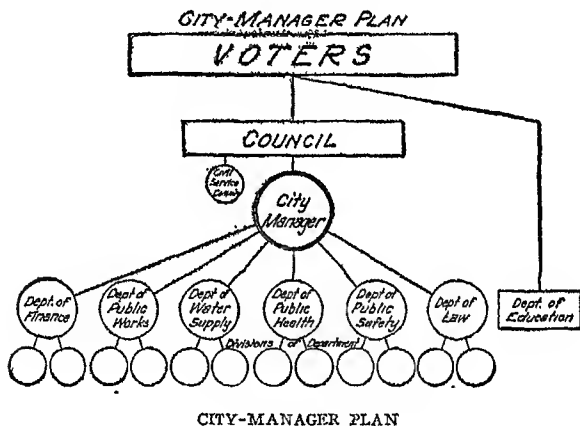 CITY-MANAGER PLAN
VOTERS
COUNCIL
Civil
Service
City
Manager
Dept. of
Finance
Dept of
Public
Works
Dept of
Water
Supply
Dept of
Public
Health
Dept of
Public
Safety
Dept of
Law
Dept. of
Education
Divisions of Department
CITY-MANAGER PLAN